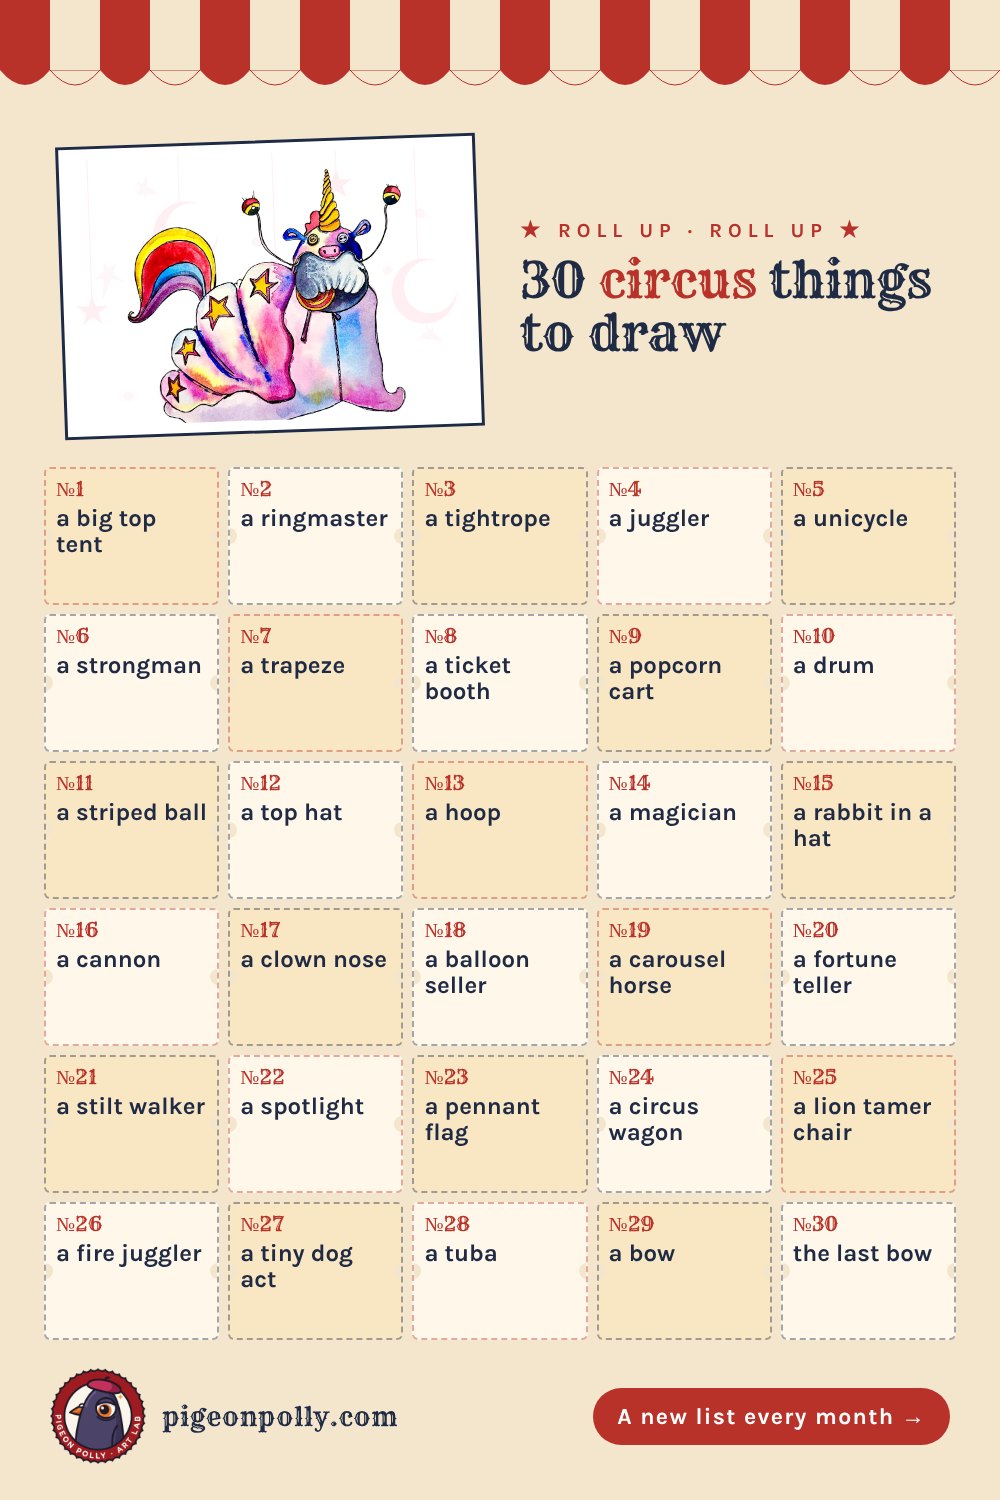 ★ ROLL UP · ROLL UP ★
30 circus things
to draw
№1
a big top
tent
№2
a ringmaster
№3
a tightrope
№4
a juggler
№5
a unicycle
№6
a strongman
№7
a trapeze
№8
a ticket
booth
№9
a popcorn
cart
№10
a drum
№11
a striped ball
№12
a top hat
№13
a hoop
№14
a magician
№15
a rabbit in a
hat
№16
a cannon
№17
a clown nose
№18
a balloon
seller
№19
a carousel
horse
№20
a fortune
teller
№21
a stilt walker
№22
a spotlight
№23
a pennant
flag
№24
a circus
wagon
№25
a lion tamer
chair
№26
a fire juggler
№27
a tiny dog
act
№28
a tuba
№29
a bow
№30
the last bow
PIGEON POLLY · ART LAB
pigeonpolly.com
A new list every month →